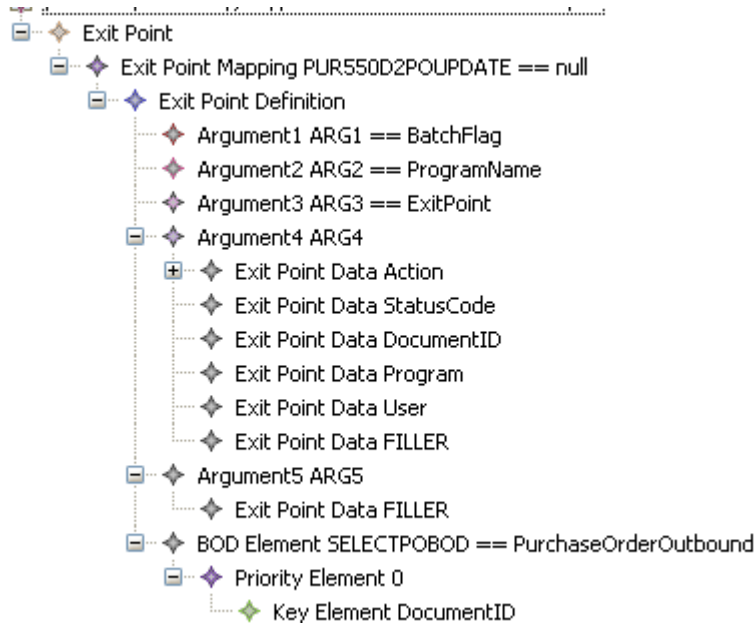 Exit Point
Exit Point Mapping PUR550D2POUPDATE == null
Exit Point Definition
Argument1 ARG1 == BatchFlag
Argument2 ARG2 == ProgramName
Argument3 ARG3 == ExitPoint
Argument4 ARG4
Exit Point Data Action
Exit Point Data StatusCode
Exit Point Data DocumentID
Exit Point Data Program
Exit Point Data User
Exit Point Data FILLER
Argument5 ARG5
Exit Point Data FILLER
BOD Element SELECTPOBOD == PurchaseOrderOutbound
Priority Element 0
Key Element DocumentID